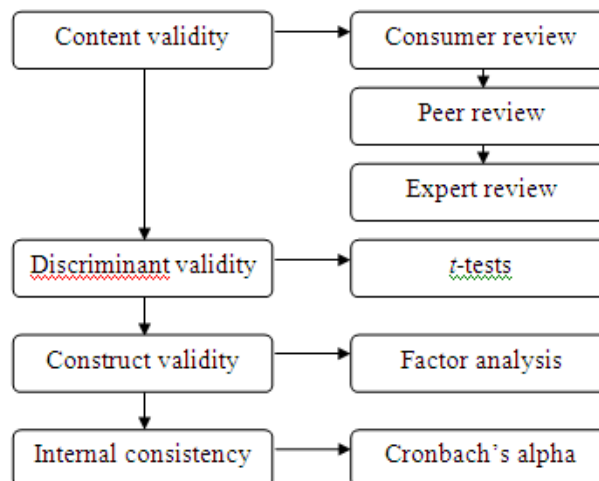 Content validity
Consumer review
Peer review
Expert review
Discriminant validity
t-tests
Construct validity
Factor analysis
Internal consistency
Cronbach’s alpha